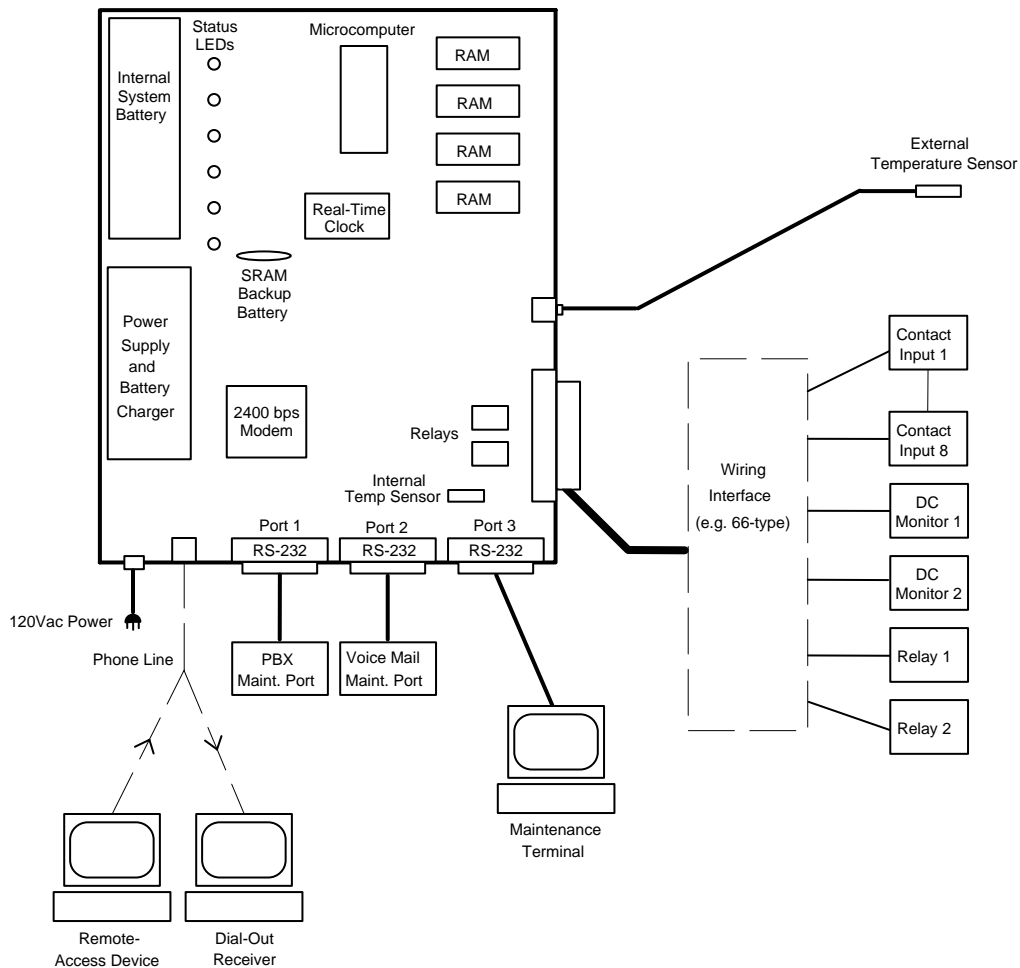 Status
LEDs
Microcomputer
Internal
System
Battery
RAM
RAM
RAM
RAM
External
Temperature Sensor
Real-Time
Clock
SRAM
Backup
Battery
Power
Supply
and
Battery
Charger
2400 bps
Modem
Relays
Internal
Temp Sensor
Contact
Input 1
Contact
Input 8
Wiring
Interface
(e.g. 66-type)
DC
Monitor 1
DC
Monitor 2
Relay 1
Relay 2
Port 1
Port 2
Port 3
RS-232
RS-232
RS-232
120Vac Power
Phone Line
PBX
Maint. Port
Voice Mail
Maint. Port
Maintenance
Terminal
Remote-
Access Device
Dial-Out
Receiver